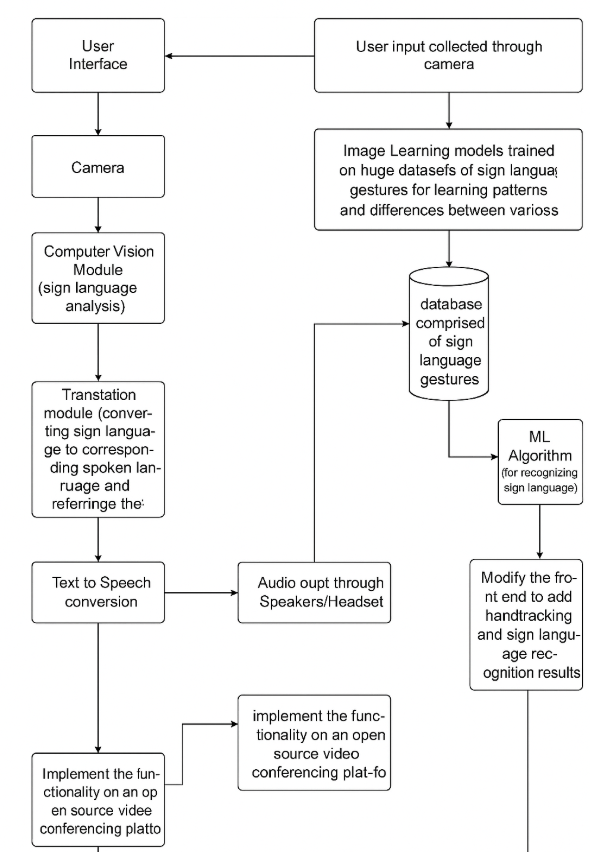 User
Interface
User input collected through
camera
Camera
Image Learning models trained
on huge datasefs of sign languag
gestures for learning patterns
and differences between varioss
Computer Vision
Module
(sign language
analysis)
database
comprised
of sign
language
gestures
Transtation
module (conver-
ting sign langua-
ge to correspon-
ding spoken lan-
ruage and
referringe the
ML
Algorithm
(for recognizing
sign language)
Text to Speech
conversion
Audio oupt through
Speakers/Headset
Modify the fro-
nt end to add
handtracking
and sign langu-
age rec-
ognition results
implement the func-
tionality on an open
source video
conferencing plat-fo
Implement the fun-
ctionality on an op
en source videe
conferencing platto